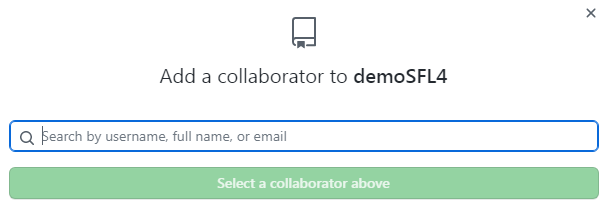 Add a collaborator to demoSFL4
Search by username, full name, or email
Select a collaborator above